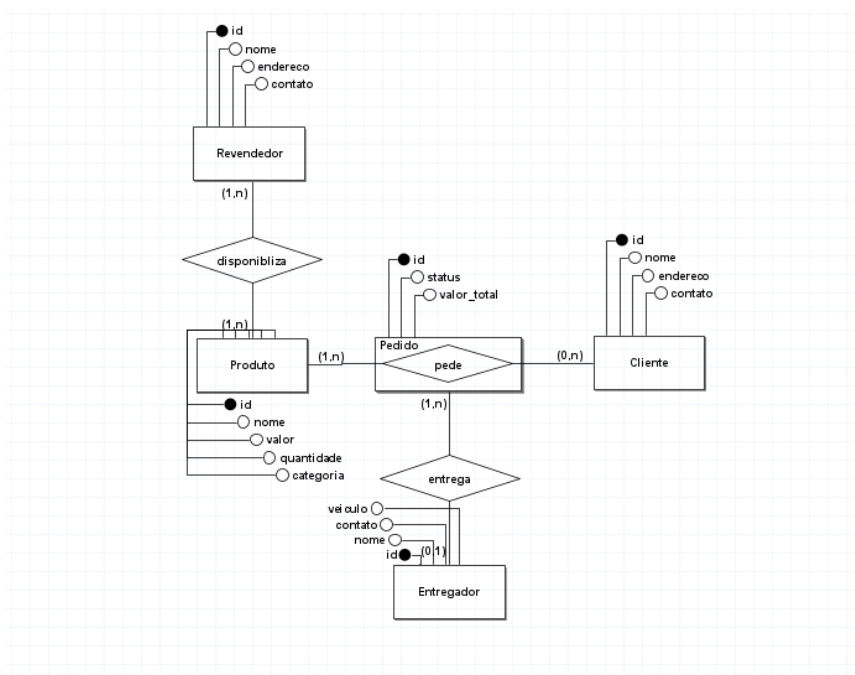 id
nome
endereco
contato
Revendedor
(1,n)
disponibliza
(1,n)
Produto
id
nome
valor
quantidade
categoria
(1,n)
id
status
valor_total
Pedido
pede
(0,n)
id
nome
endereco
contato
Cliente
(1,n)
entrega
veiculo
contato
nome
id
(0,1)
Entregador